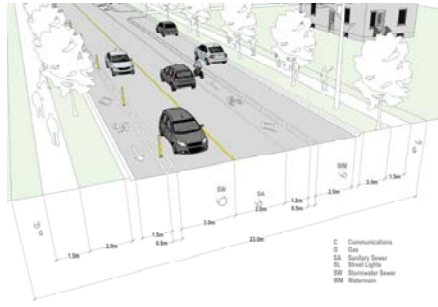 WM
SW
SA
G
1.5m
2.0m
1.5m
0.5m
3.0m
3.0m
1.8m
0.5m
2.5m
2.0m
1.5m
23.0m
C Communications
G Gas
SA Sanitary Sewer
SL Street Lights
SW Stormwater Sewer
WM Watermain